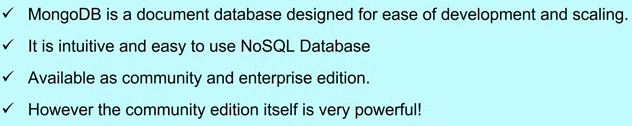 ✓ MongoDB is a document database designed for ease of development and scaling.
✓ It is intuitive and easy to use NoSQL Database
✓ Available as community and enterprise edition.
✓ However the community edition itself is very powerful!